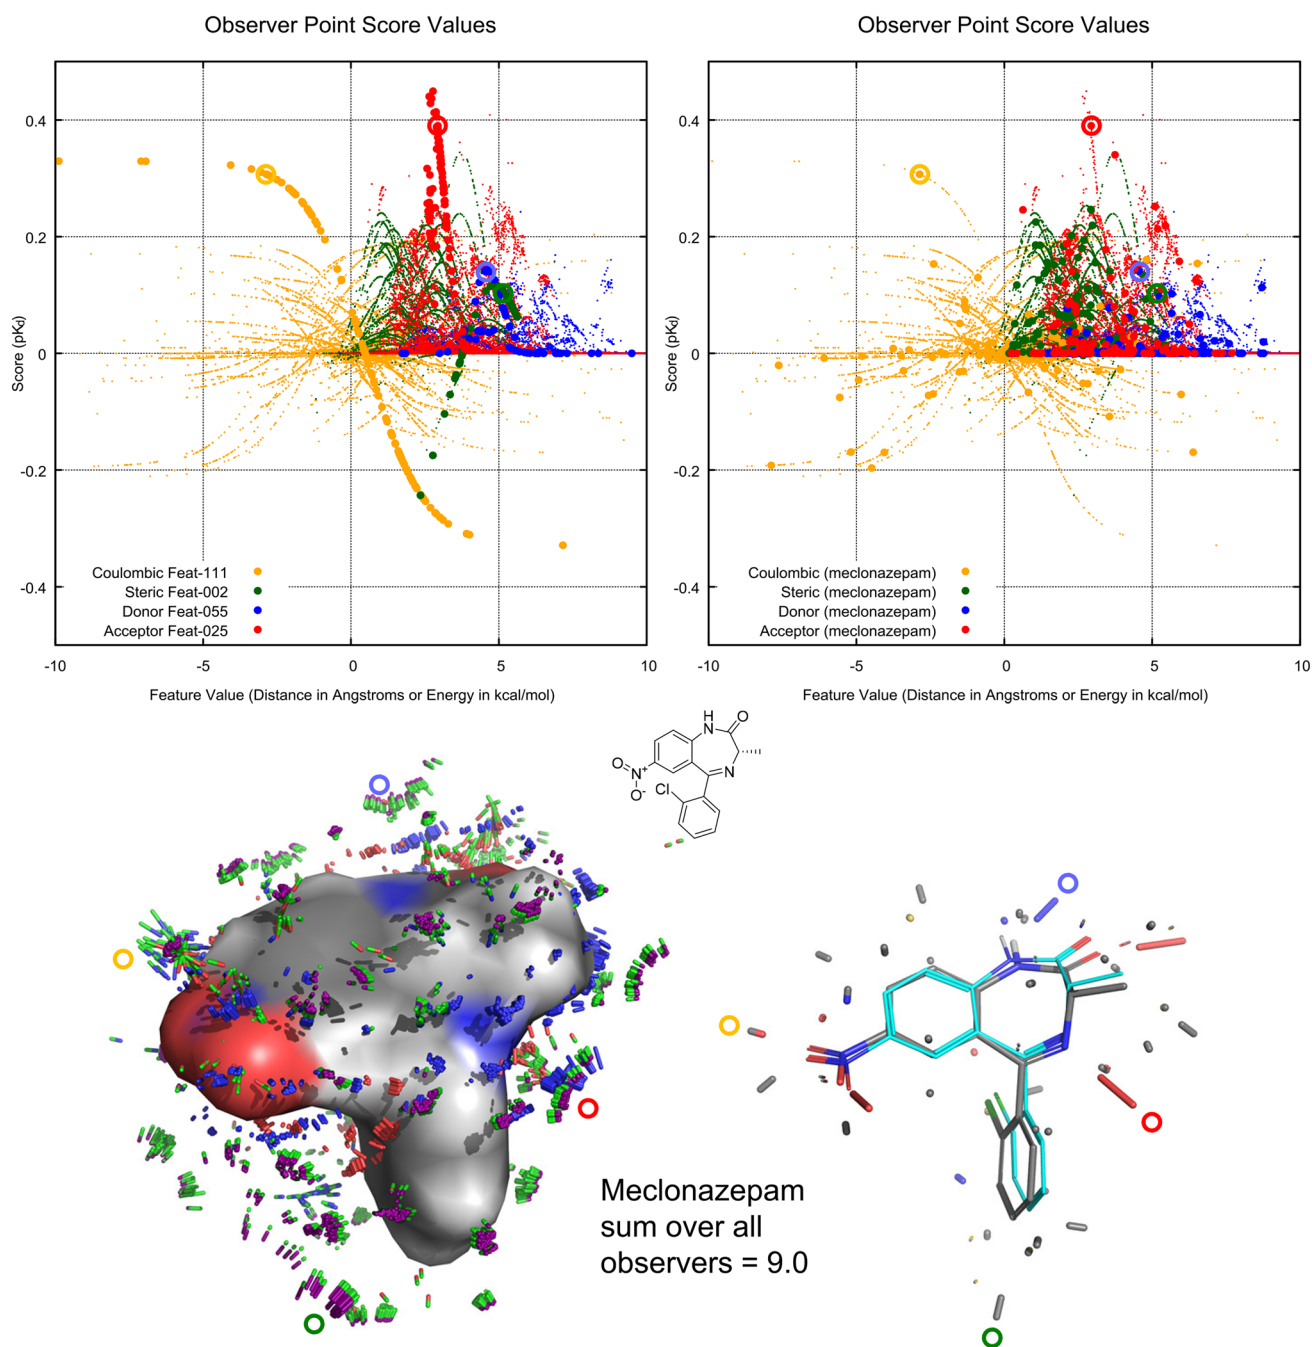 Observer Point Score Values
Observer Point Score Values
0.4
0.2
0
-0.2
-0.4
Score (pKd)
Coulombic Feat-111
Steric Feat-002
Donor Feat-055
Acceptor Feat-025
-10
-5
0
5
10
Feature Value (Distance in Angstroms or Energy in kcal/mol)
0.4
0.2
0
-0.2
-0.4
Score (pKd)
Coulombic (meclonazepam)
Steric (meclonazepam)
Donor (meclonazepam)
Acceptor (meclonazepam)
-10
-5
0
5
10
Feature Value (Distance in Angstroms or Energy in kcal/mol)
H
N
O
O
N+
O-
N
Cl
Meclonazepam
sum over all
observers = 9.0